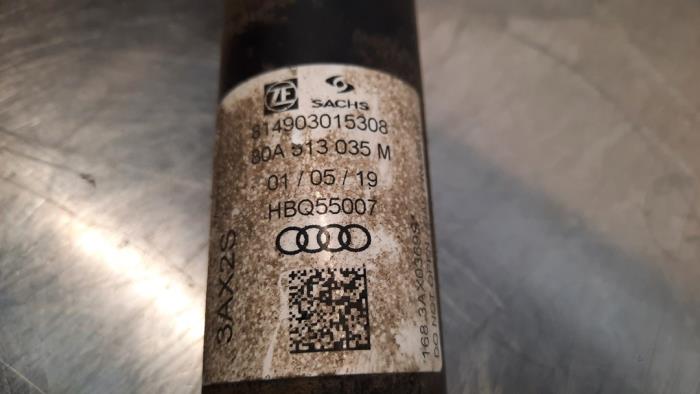 ZF SACHS
814903015308
80A 513 035 M
01 / 05 / 19
HBQ55007
3AX2S